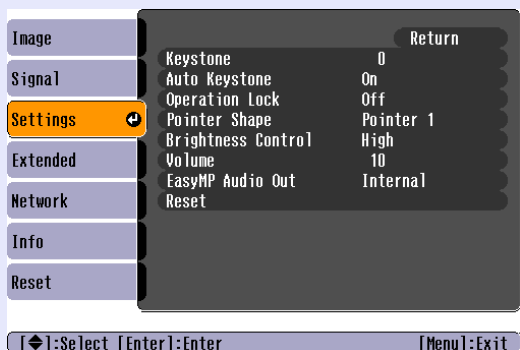 Image
Signal
Settings
Extended
Network
Info
Reset
Return
Keystone 0
Auto Keystone On
Operation Lock Off
Pointer Shape Pointer 1
Brightness Control High
Volume 10
EasyMP Audio Out Internal
Reset
[◆]:Select [Enter]:Enter [Menu]:Exit